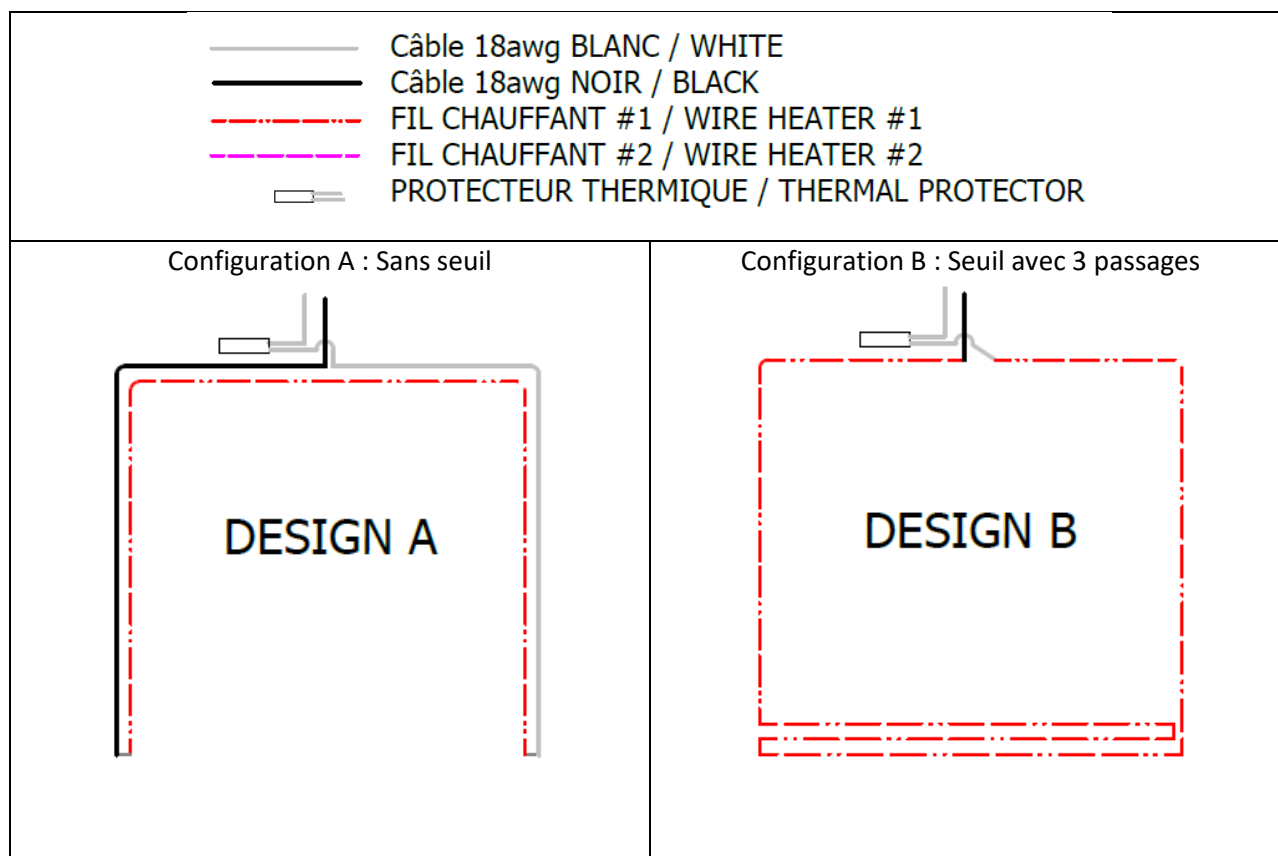 Câble 18awg BLANC / WHITE
Câble 18awg NOIR / BLACK
FIL CHAUFFANT #1 / WIRE HEATER #1
FIL CHAUFFANT #2 / WIRE HEATER #2
PROTECTEUR THERMIQUE / THERMAL PROTECTOR
Configuration A : Sans seuil
Configuration B : Seuil avec 3 passages
DESIGN A
DESIGN B